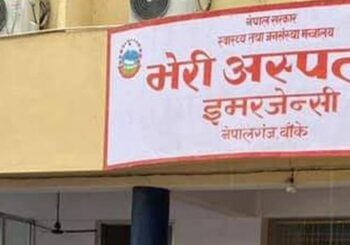 नेपाल सरकार
स्वास्थ्य तथा जनसंख्या मन्त्रालय
भेरी अस्पत
इमरजेन्सी
नेपालगंज, बाँके